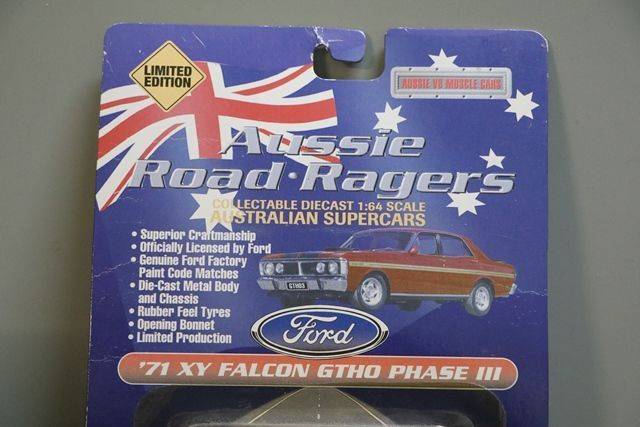 LIMITED
EDITION
AUSSIE V8 MUSCLE CARS
Aussie
Road·Ragers
COLLECTABLE DIECAST 1:64 SCALE
AUSTRALIAN SUPERCARS
• Superior Craftmanship
• Officially Licensed by Ford
• Genuine Ford Factory
Paint Code Matches
• Die-Cast Metal Body
and Chassis
• Rubber Feel Tyres
• Opening Bonnet
• Limited Production
GTHO3
Ford
'71 XY FALCON GTHO PHASE III